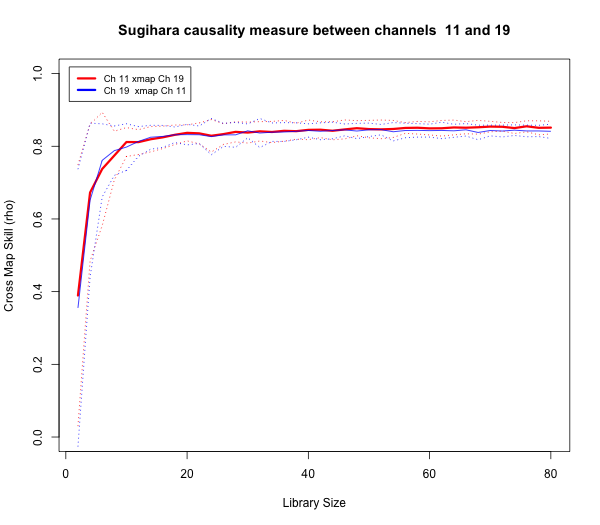 Sugihara causality measure between channels  11 and 19
Ch 11 xmap Ch 19
Ch 19  xmap Ch 11
Cross Map Skill (rho)
1.0
0.8
0.6
0.4
0.2
0.0
0 20 40 60 80
Library Size